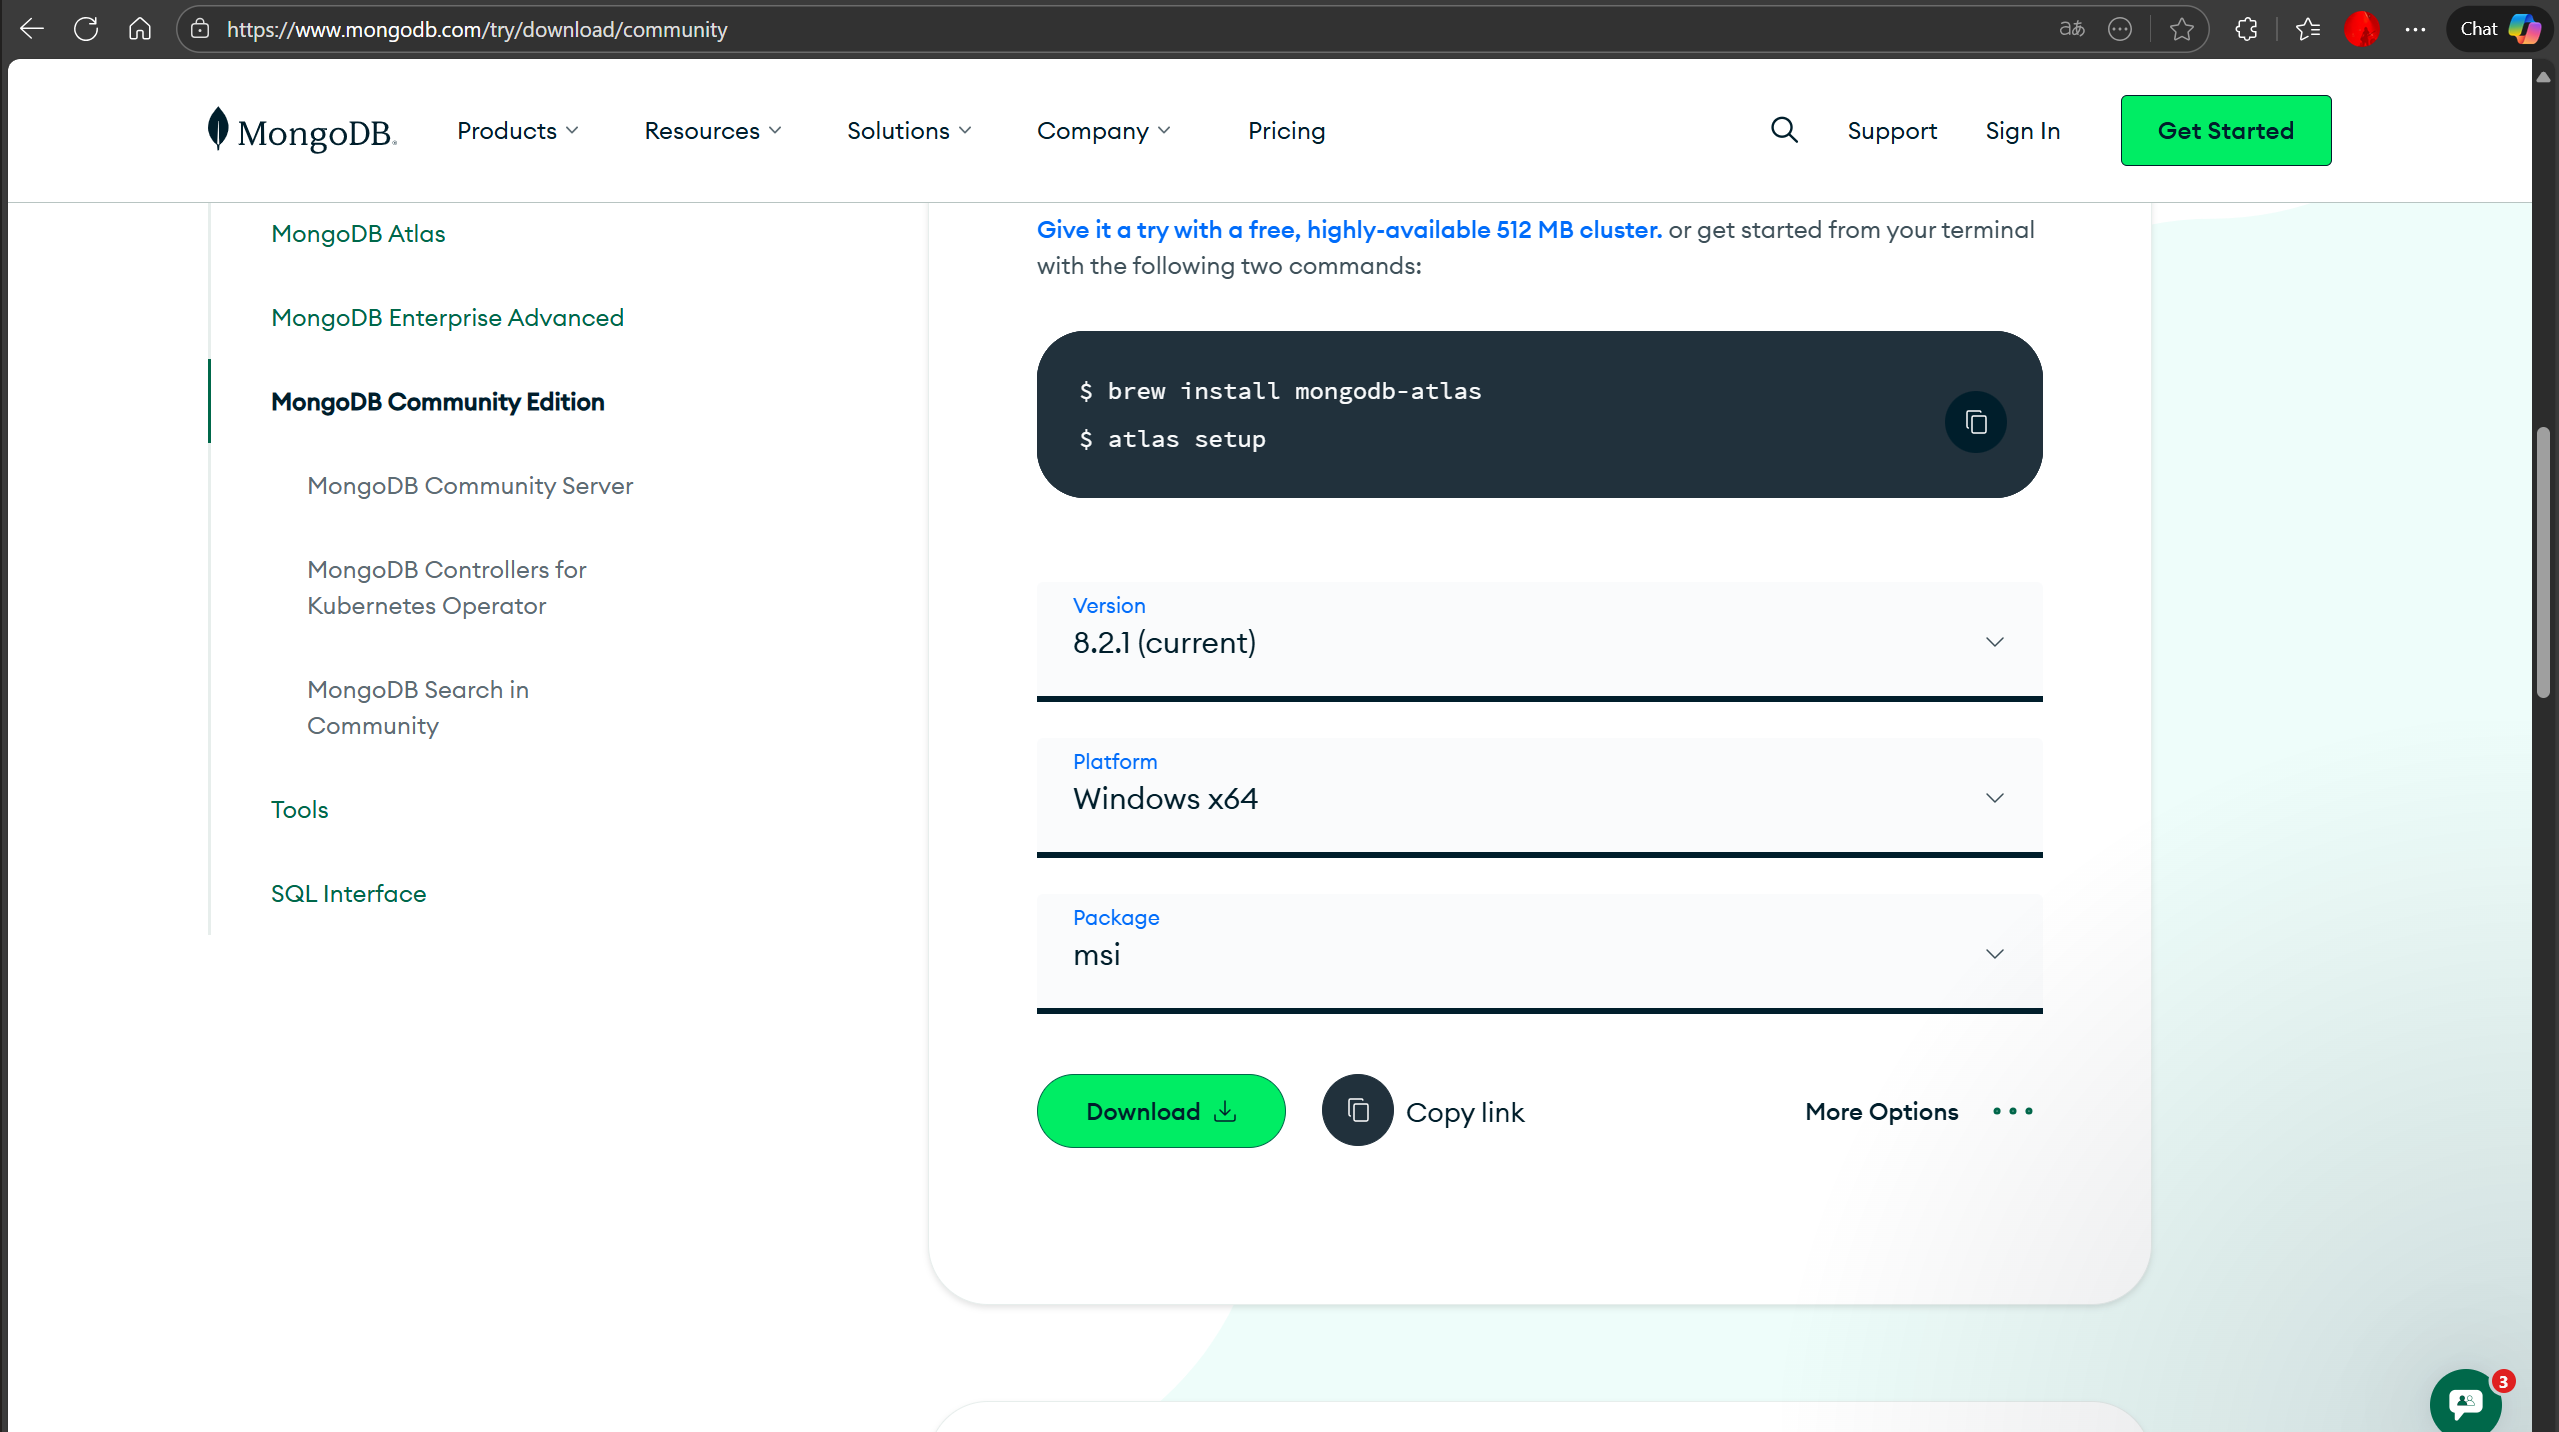 https://www.mongodb.com/try/download/community
aあ
Chat
MongoDB.
Products
Resources
Solutions
Company
Pricing
Support
Sign In
Get Started
MongoDB Atlas
MongoDB Enterprise Advanced
MongoDB Community Edition
MongoDB Community Server
MongoDB Controllers for
Kubernetes Operator
MongoDB Search in
Community
Tools
SQL Interface
Give it a try with a free, highly-available 512 MB cluster. or get started from your terminal
with the following two commands:
$ brew install mongodb-atlas
$ atlas setup
Version
8.2.1 (current)
Platform
Windows x64
Package
msi
Download
Copy link
More Options
3